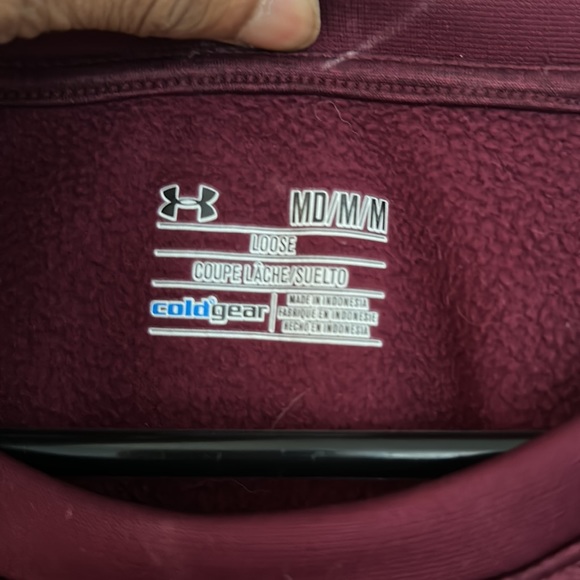 MD/M/M
LOOSE
COUPE LÂCHE/SUELTO
coldgear
MADE IN INDONESIA
FABRIQUÉ EN INDONÉSIE
HECHO EN INDONESIA